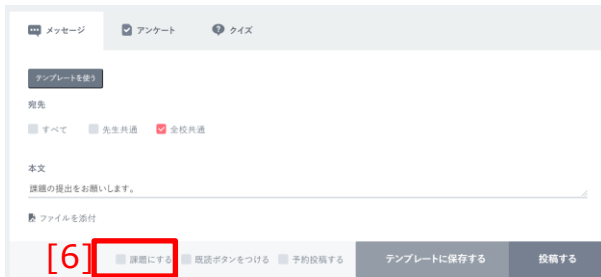 メッセージ アンケート クイズ
テンプレートを使う
宛先
すべて 先生共通 全校共通
本文
課題の提出をお願いします。
ファイルを添付
[6] 課題にする 既読ボタンをつける 予約投稿する テンプレートに保存する 投稿する